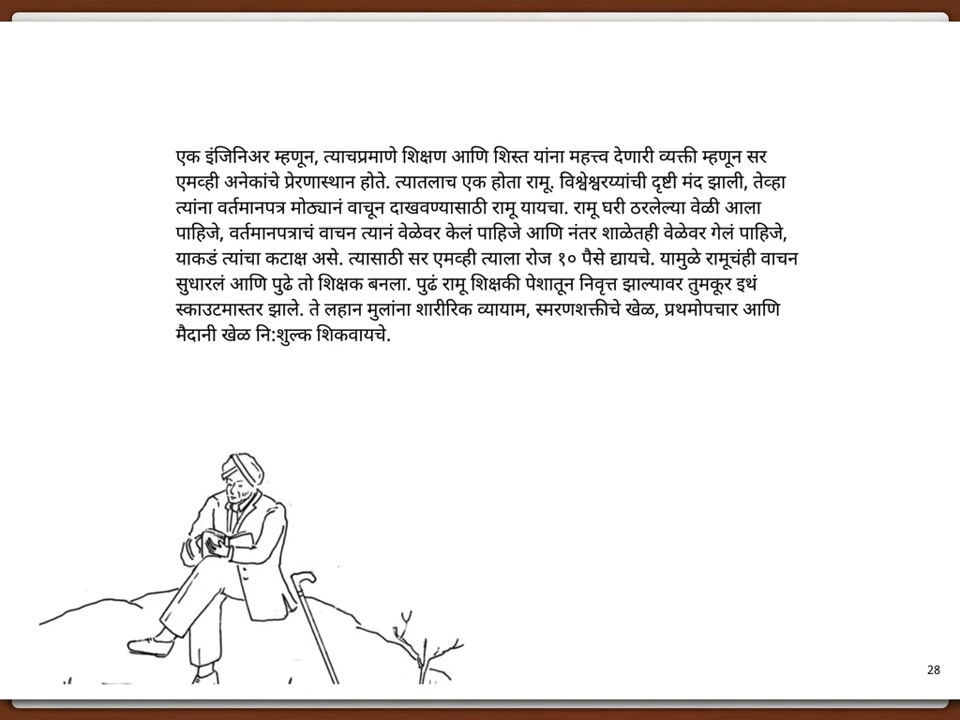 एक इंजिनिअर म्हणून, त्याचप्रमाणे शिक्षण आणि शिस्त यांना महत्त्व देणारी व्यक्ती म्हणून सर
एमव्ही अनेकांचे प्रेरणास्थान होते. त्यातलाच एक होता रामू. विश्वेश्वरय्यांची दृष्टी मंद झाली, तेव्हा
त्यांना वर्तमानपत्र मोठ्यानं वाचून दाखवण्यासाठी रामू यायचा. रामू घरी ठरलेल्या वेळी आला
पाहिजे, वर्तमानपत्राचं वाचन त्यानं वेळेवर केलं पाहिजे आणि नंतर शाळेतही वेळेवर गेलं पाहिजे,
याकडं त्यांचा कटाक्ष असे. त्यासाठी सर एमव्ही त्याला रोज १० पैसे द्यायचे. यामुळे रामूचंही वाचन
सुधारलं आणि पुढे तो शिक्षक बनला. पुढं रामू शिक्षकी पेशातून निवृत्त झाल्यावर तुमकूर इथं
स्काउटमास्तर झाले. ते लहान मुलांना शारीरिक व्यायाम, स्मरणशक्तीचे खेळ, प्रथमोपचार आणि
मैदानी खेळ नि:शुल्क शिकवायचे.
28